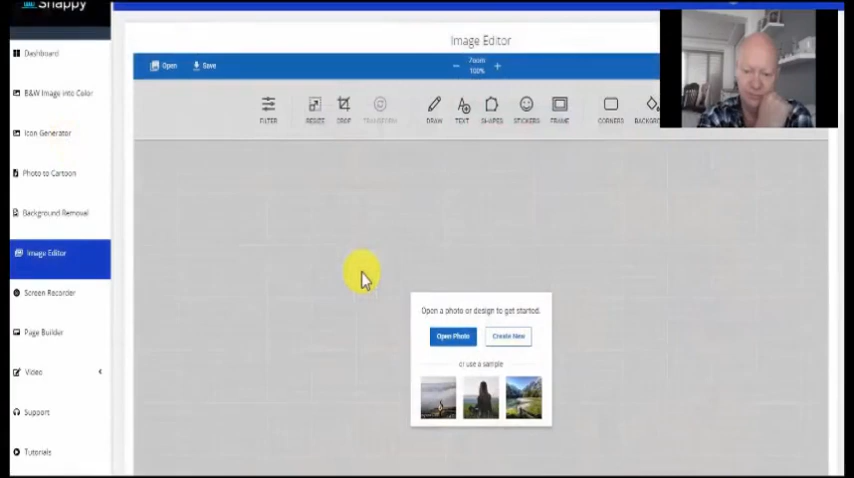 Snappy
Dashboard
B&W Image into Color
Icon Generator
Photo to Cartoon
Background Removal
Image Editor
Screen Recorder
Page Builder
Video
Support
Tutorials
Image Editor
Open
Save
Zoom
100%
FILTER
RESIZE
CROP
TRANSFORM
DRAW
TEXT
SHAPES
STICKERS
FRAME
CORNERS
BACKGR
Open a photo or design to get started.
Open Photo
Create New
or use a sample